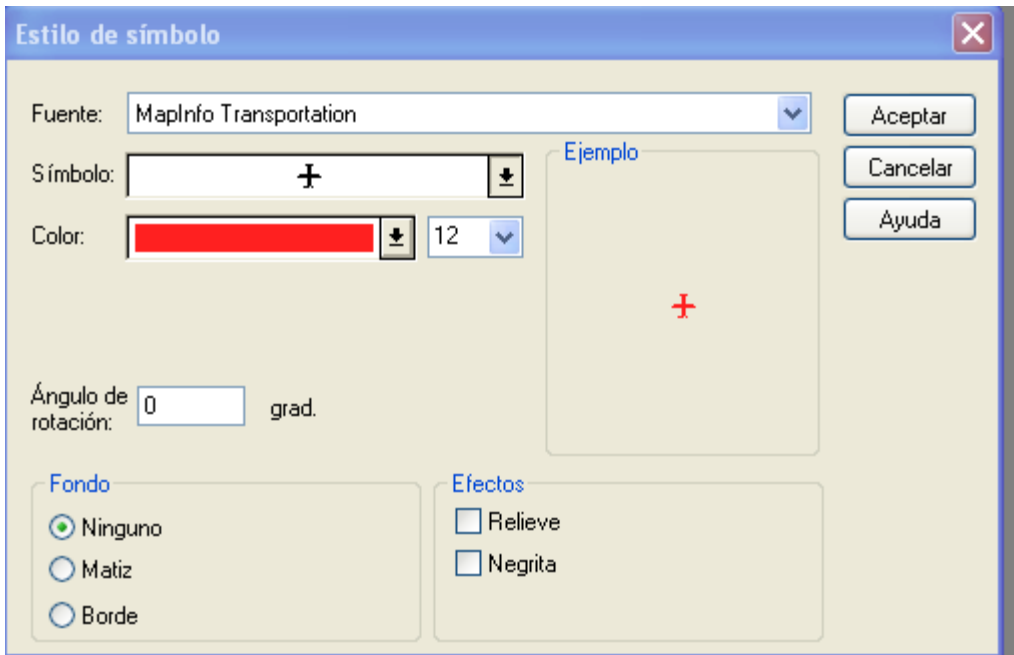 Estilo de símbolo
Fuente: MapInfo Transportation
Aceptar
Símbolo:
Ejemplo
Cancelar
Color: 12
Ayuda
Ángulo de
rotación: 0 grad.
Fondo
Efectos
Ninguno
Relieve
Matiz
Negrita
Borde